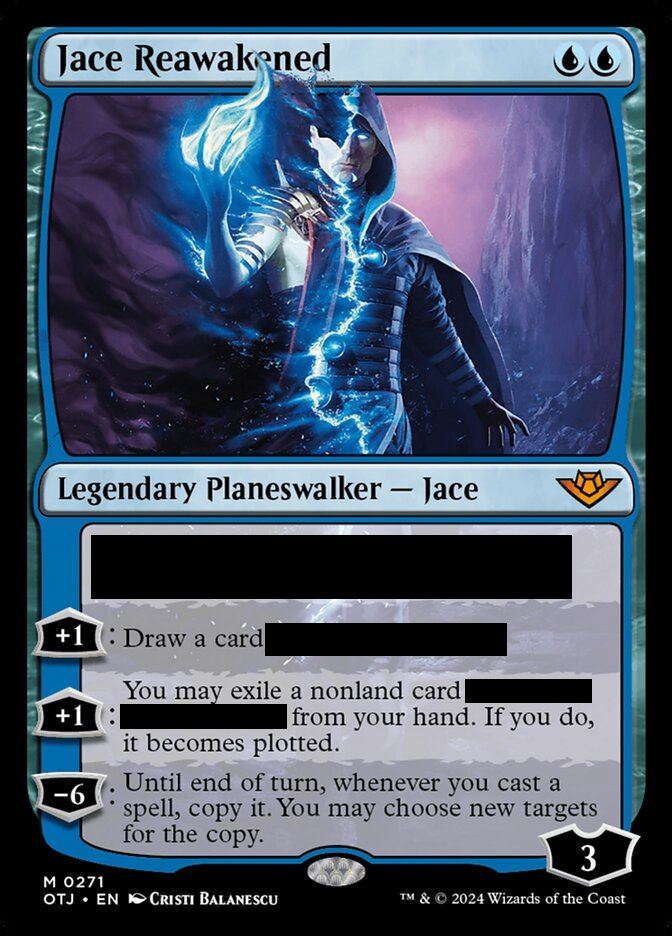 Jace Reawakened
Legendary Planeswalker — Jace
+1 : Draw a card
You may exile a nonland card
+1 : from your hand. If you do,
it becomes plotted.
Until end of turn, whenever you cast a
-6 : spell, copy it. You may choose new targets
for the copy.
3
M 0271
OTJ • EN Cristi Balanescu
™ & © 2024 Wizards of the Coast